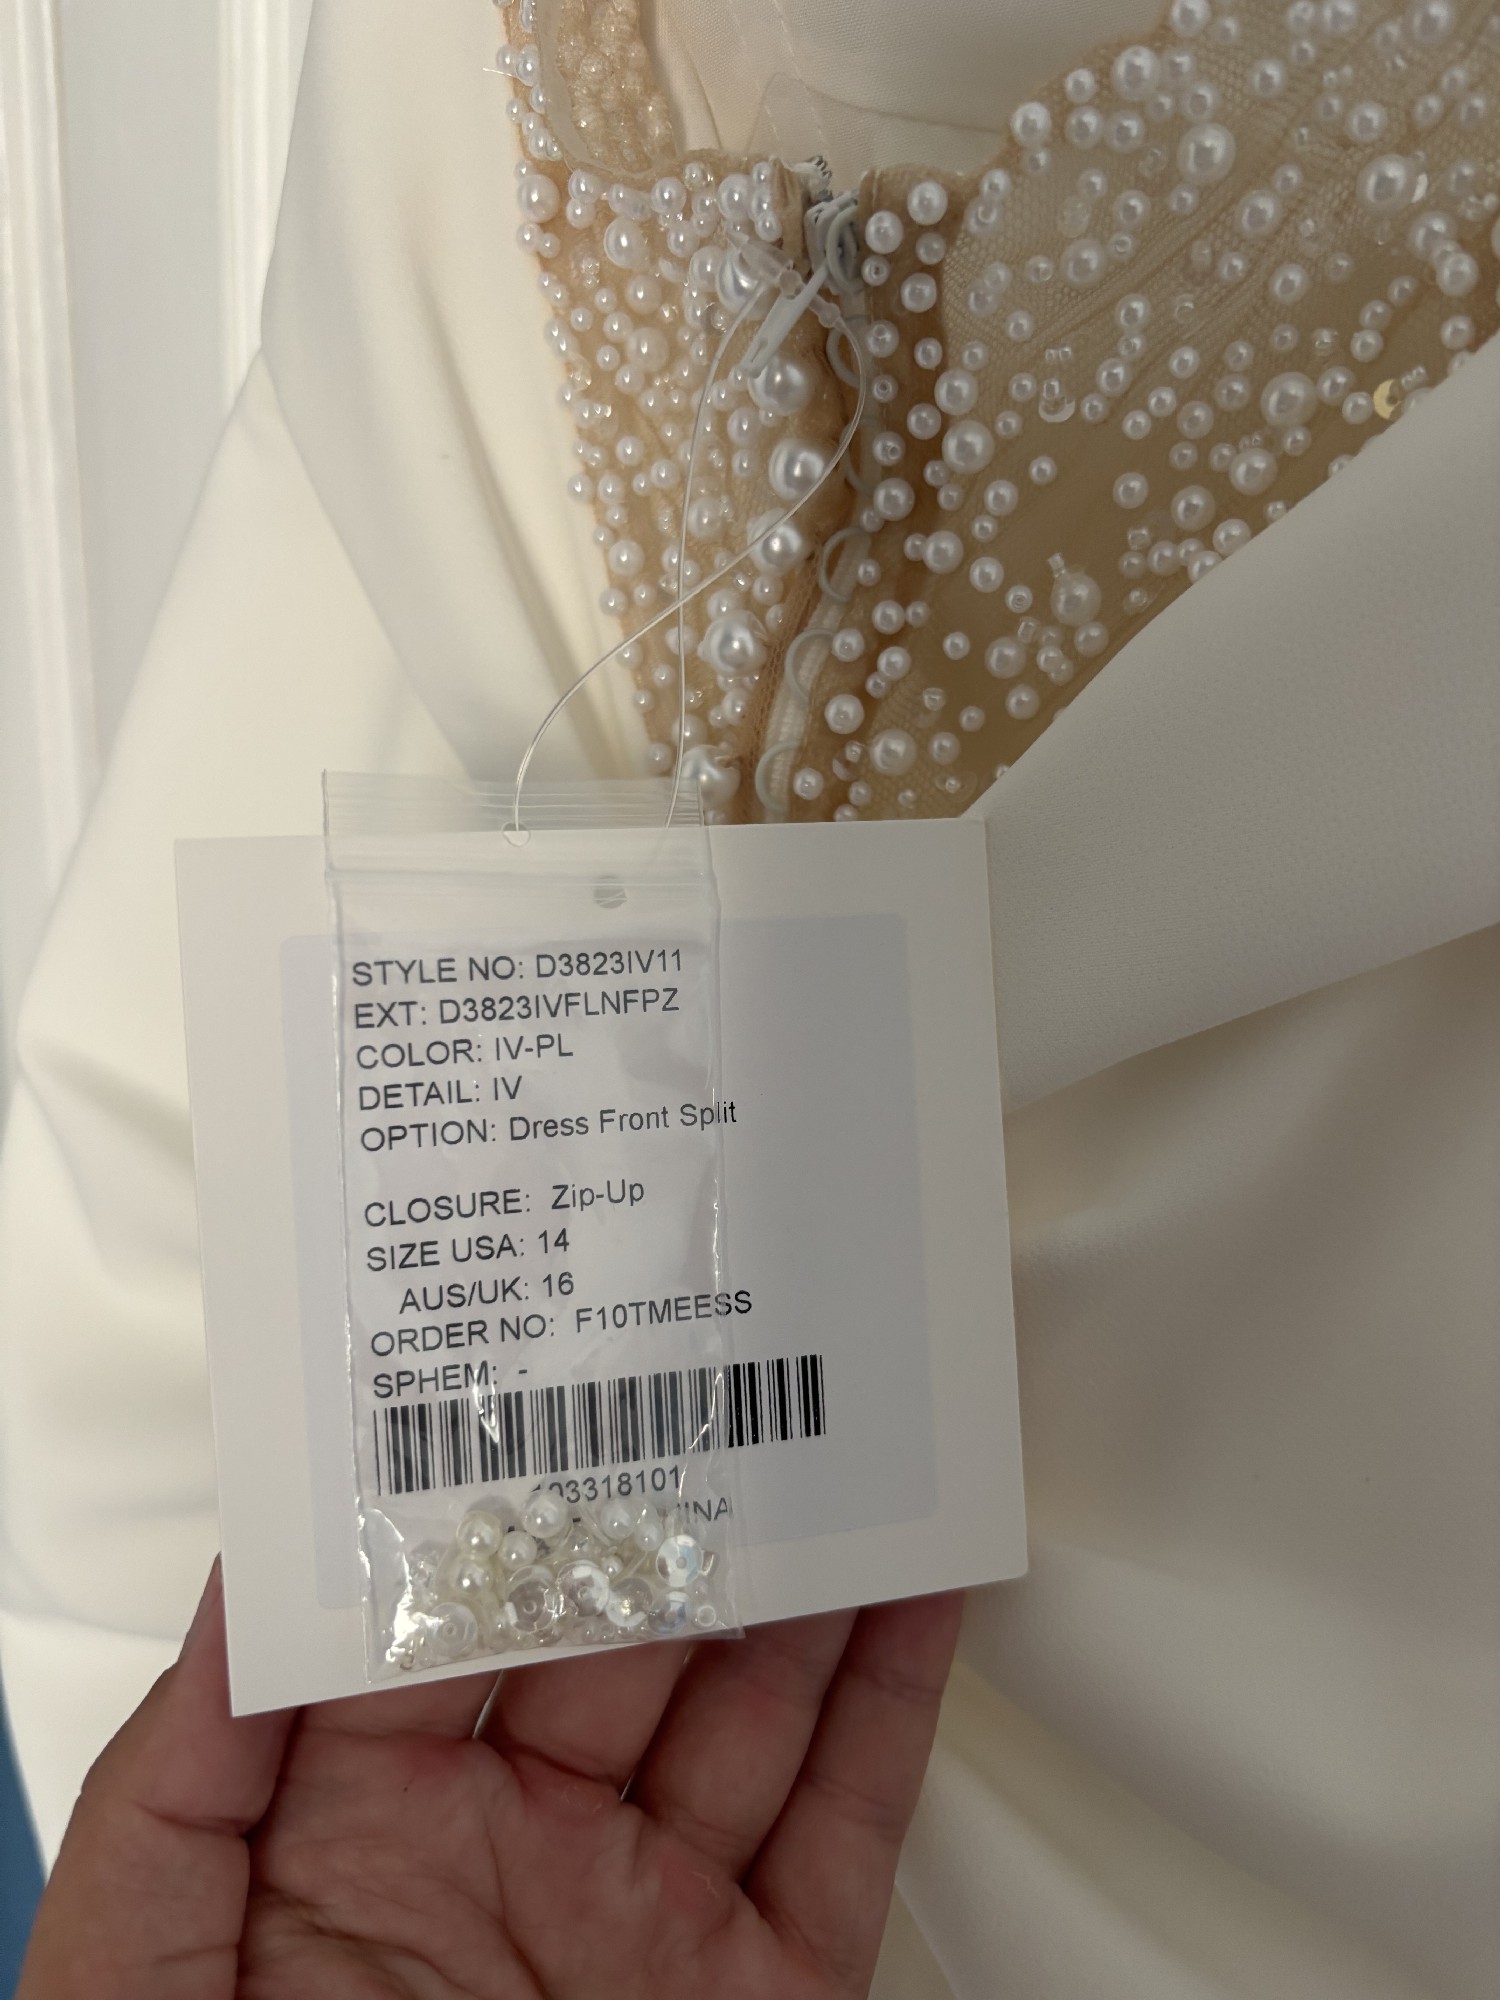 STYLE NO: D3823IV11
EXT: D3823IVFLNFPZ
COLOR: IV-PL
DETAIL: IV
OPTION: Dress Front Split
CLOSURE: Zip-Up
SIZE USA: 14
AUS/UK: 16
ORDER NO: F10TMEESS
SPHEM: -